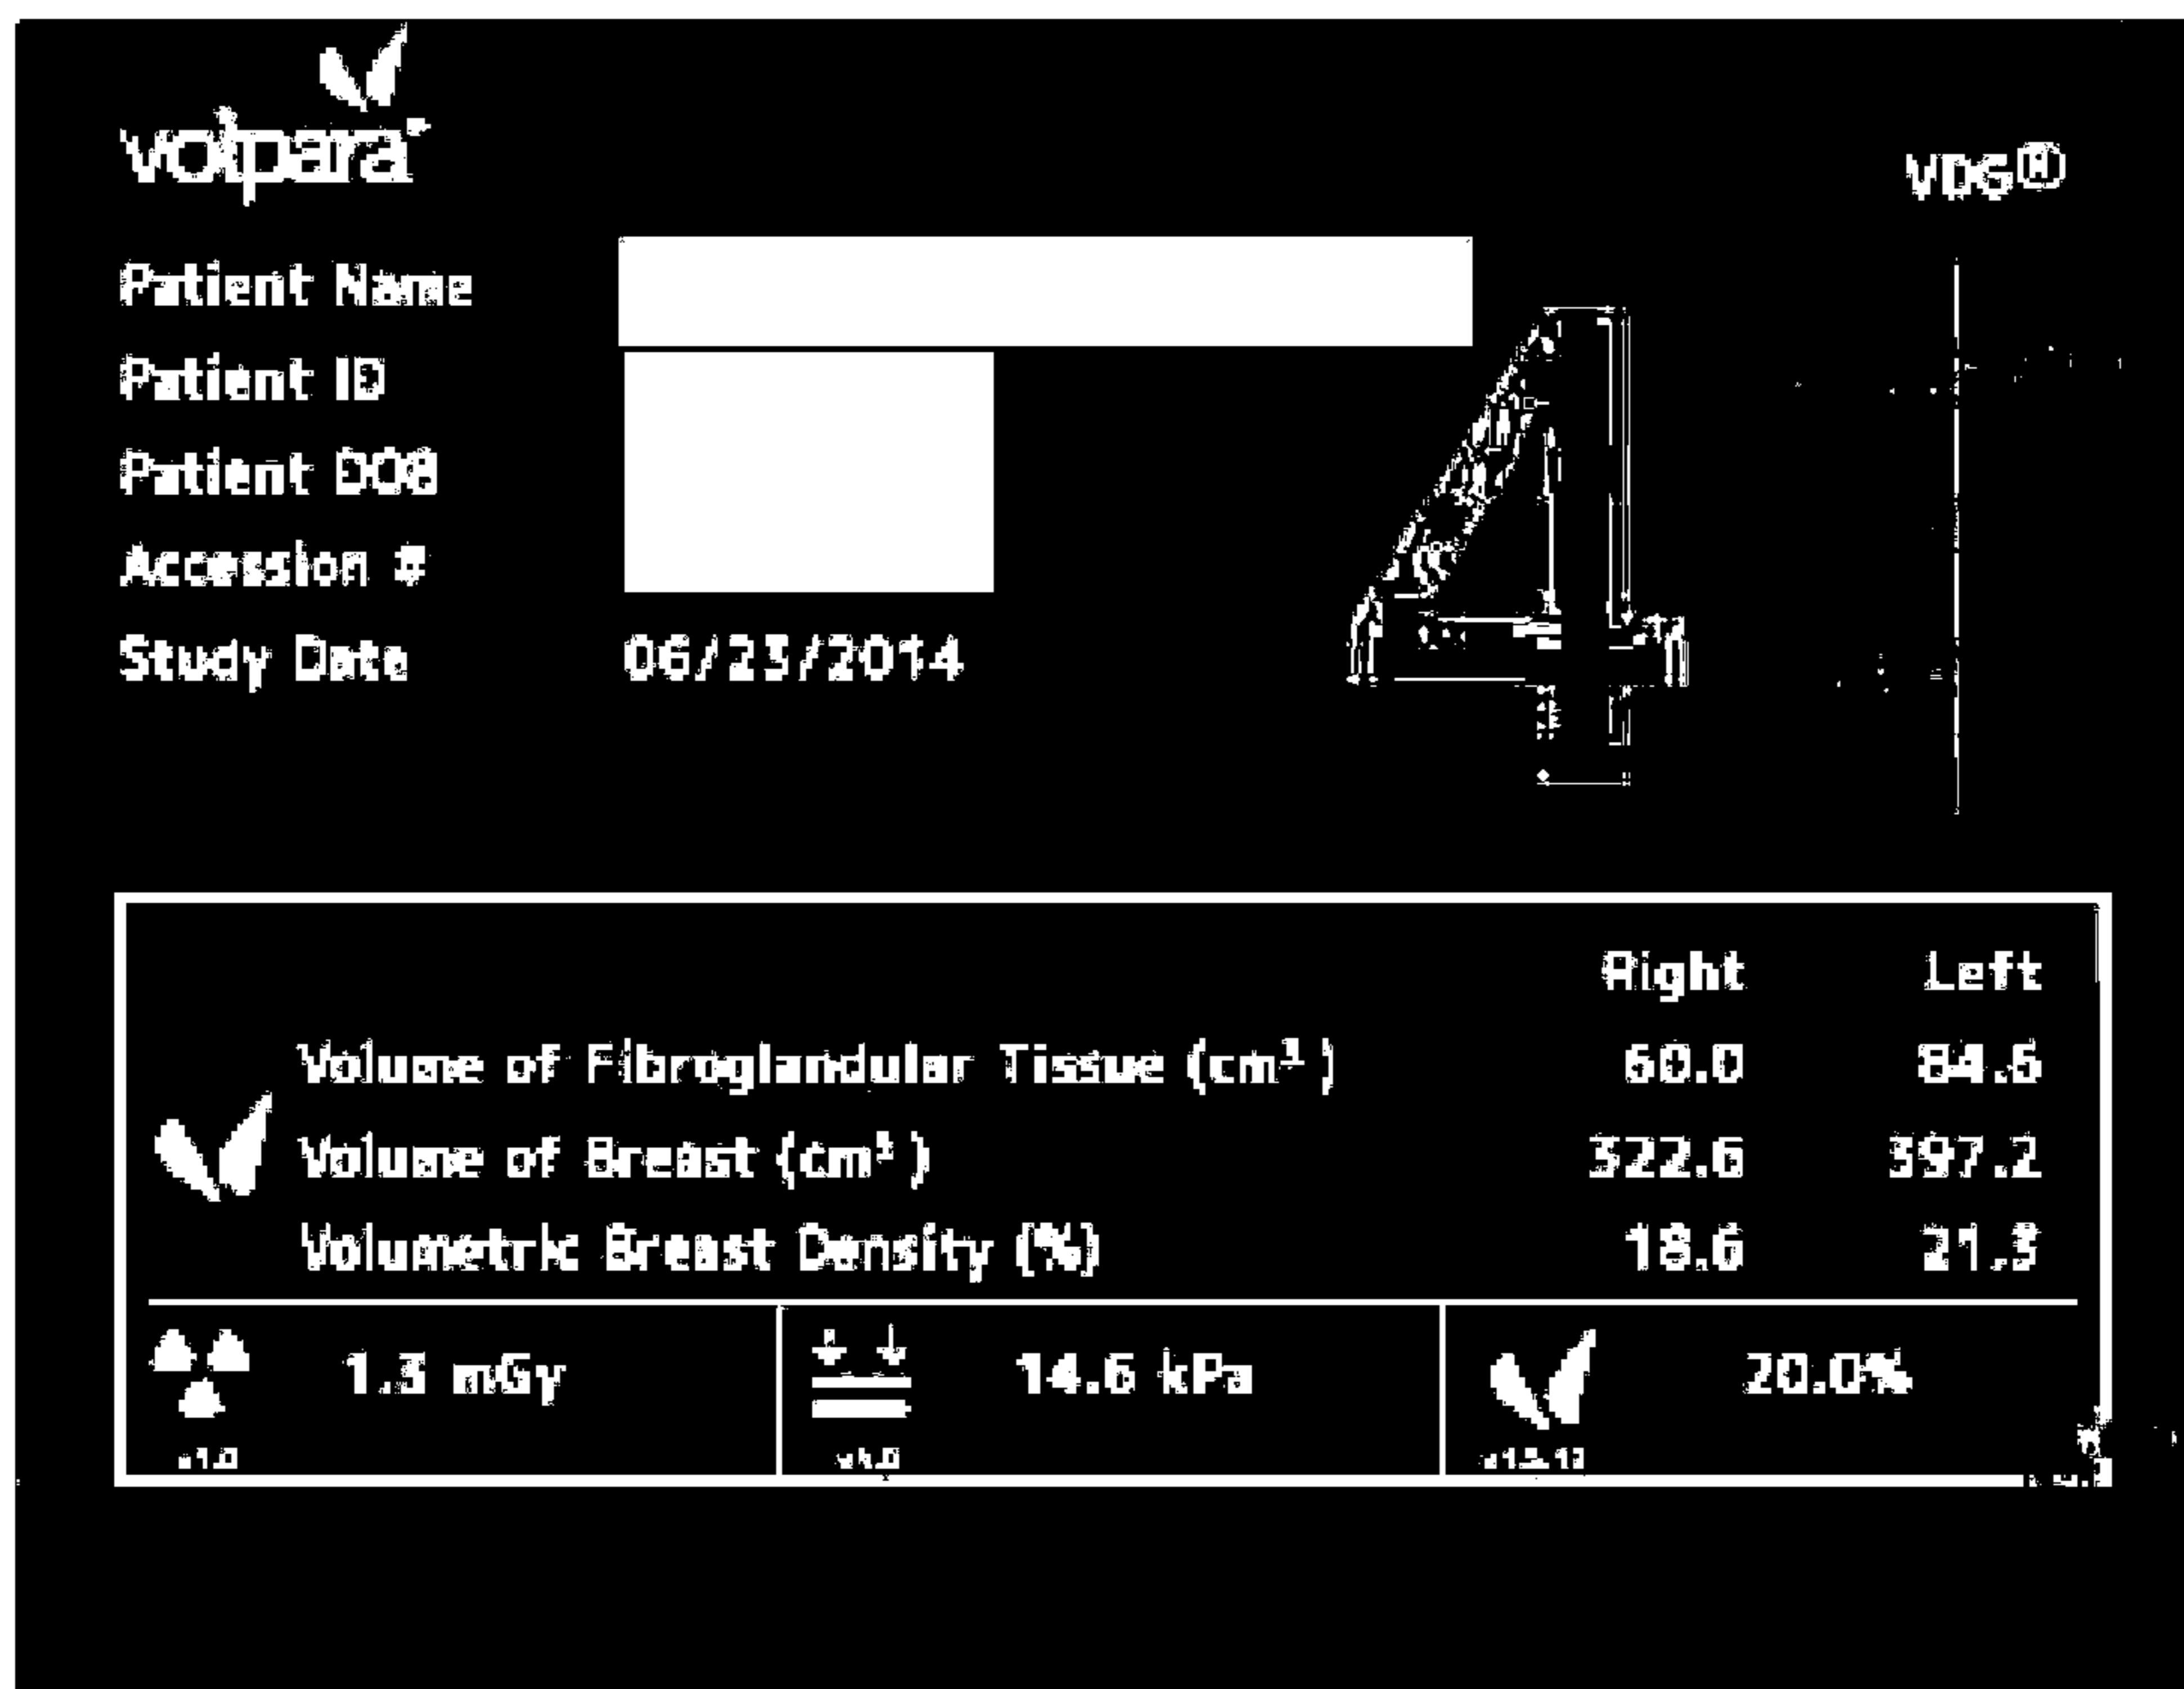 volpara
VDG®
Patient Name
Patient ID
Patient DOB
Accession #
Study Date 06/23/2014
4
Right Left
Volume of Fibroglandular Tissue (cm³) 60.0 84.6
Volume of Breast (cm³) 322.6 397.2
Volumetric Breast Density (%) 18.6 21.3
1.3 mGy 14.6 kPa 20.0%